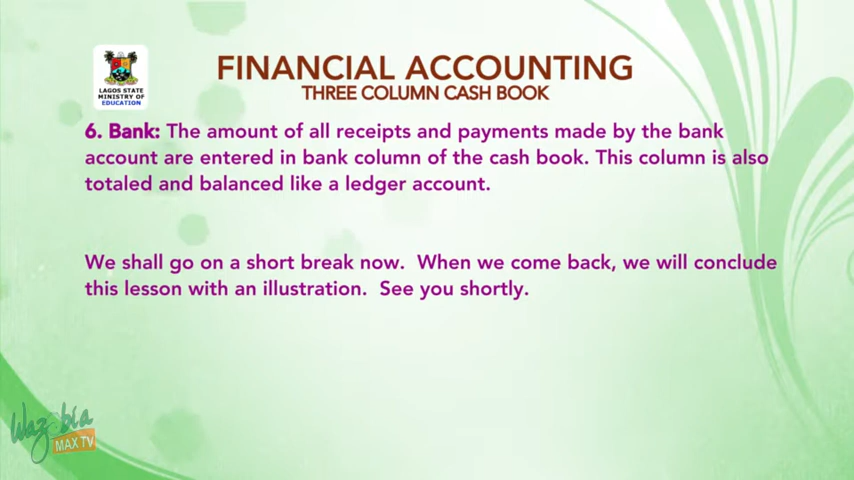 LAGOS STATE
MINISTRY OF
EDUCATION
FINANCIAL ACCOUNTING
THREE COLUMN CASH BOOK
6. Bank: The amount of all receipts and payments made by the bank
account are entered in bank column of the cash book. This column is also
totaled and balanced like a ledger account.
We shall go on a short break now.  When we come back, we will conclude
this lesson with an illustration.  See you shortly.
Wazobia
MAX TV